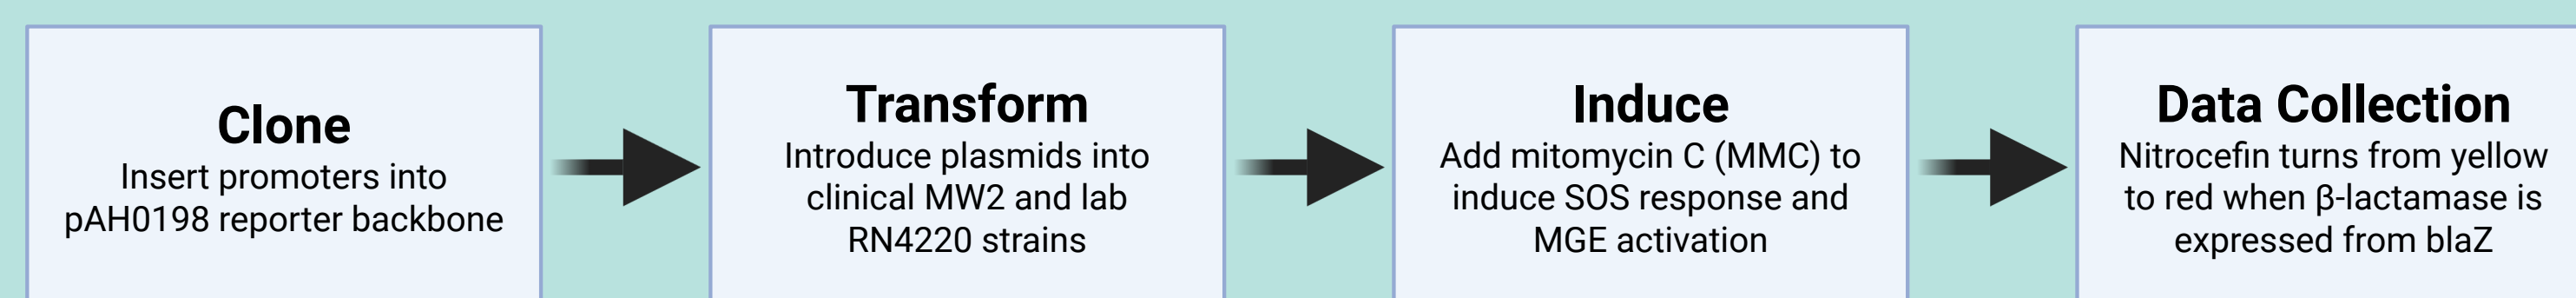 Clone
Insert promoters into
pAH0198 reporter backbone
Transform
Introduce plasmids into
clinical MW2 and lab
RN4220 strains
Induce
Add mitomycin C (MMC) to
induce SOS response and
MGE activation
Data Collection
Nitrocefin turns from yellow
to red when β-lactamase is
expressed from blaZ